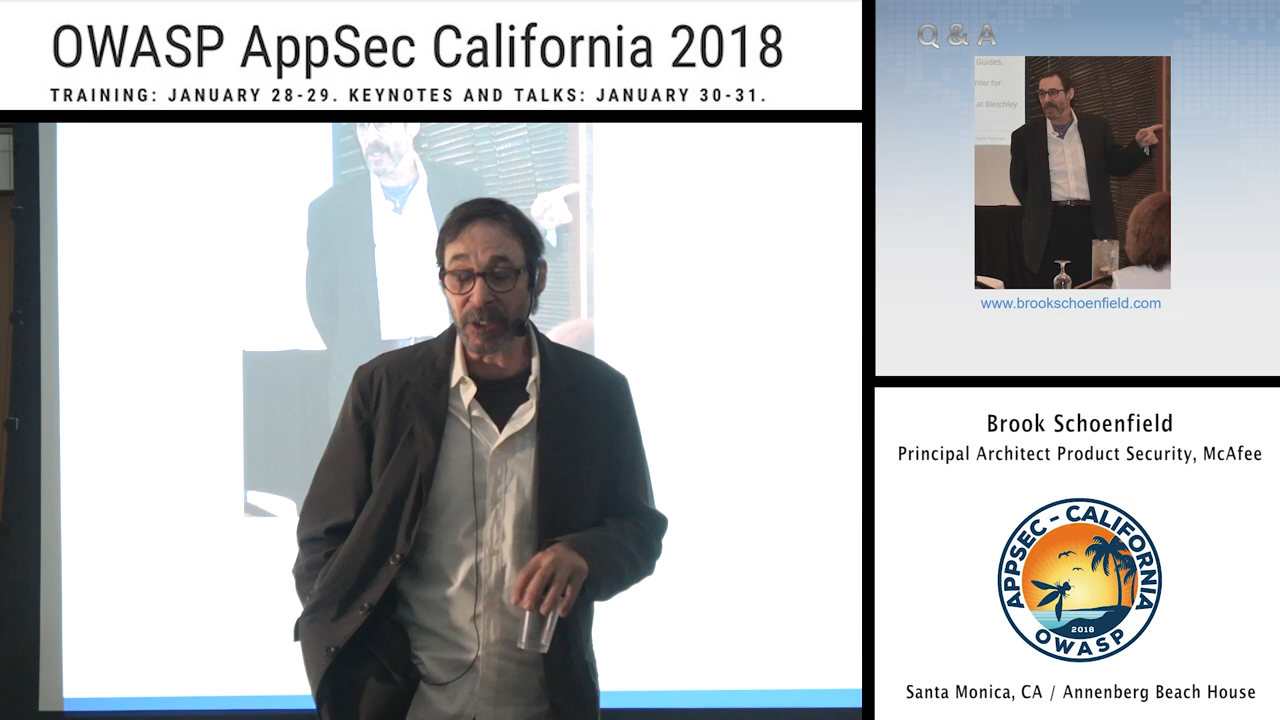 OWASP AppSec California 2018
TRAINING: JANUARY 28-29. KEYNOTES AND TALKS: JANUARY 30-31.
Q & A
Guides,
nter for
at Bletchley
www.brookschoenfield.com
Brook Schoenfield
Principal Architect Product Security, McAfee
APPSEC - CALIFORNIA
2018
OWASP
Santa Monica, CA / Annenberg Beach House